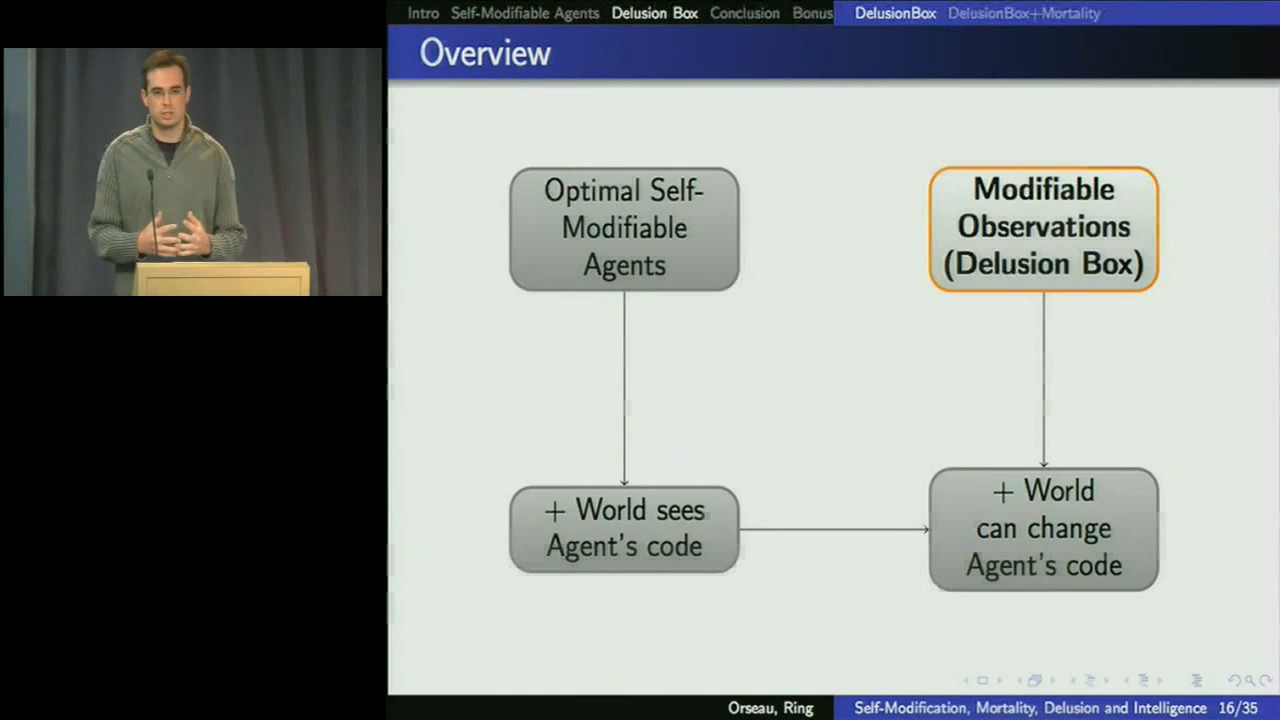 Intro Self-Modifiable Agents Delusion Box Conclusion Bonus DelusionBox DelusionBox+Mortality
Overview
Optimal Self-
Modifiable
Agents
Modifiable
Observations
(Delusion Box)
+ World sees
Agent's code
+ World
can change
Agent's code
Orseau, Ring Self-Modification, Mortality, Delusion and Intelligence 16/35